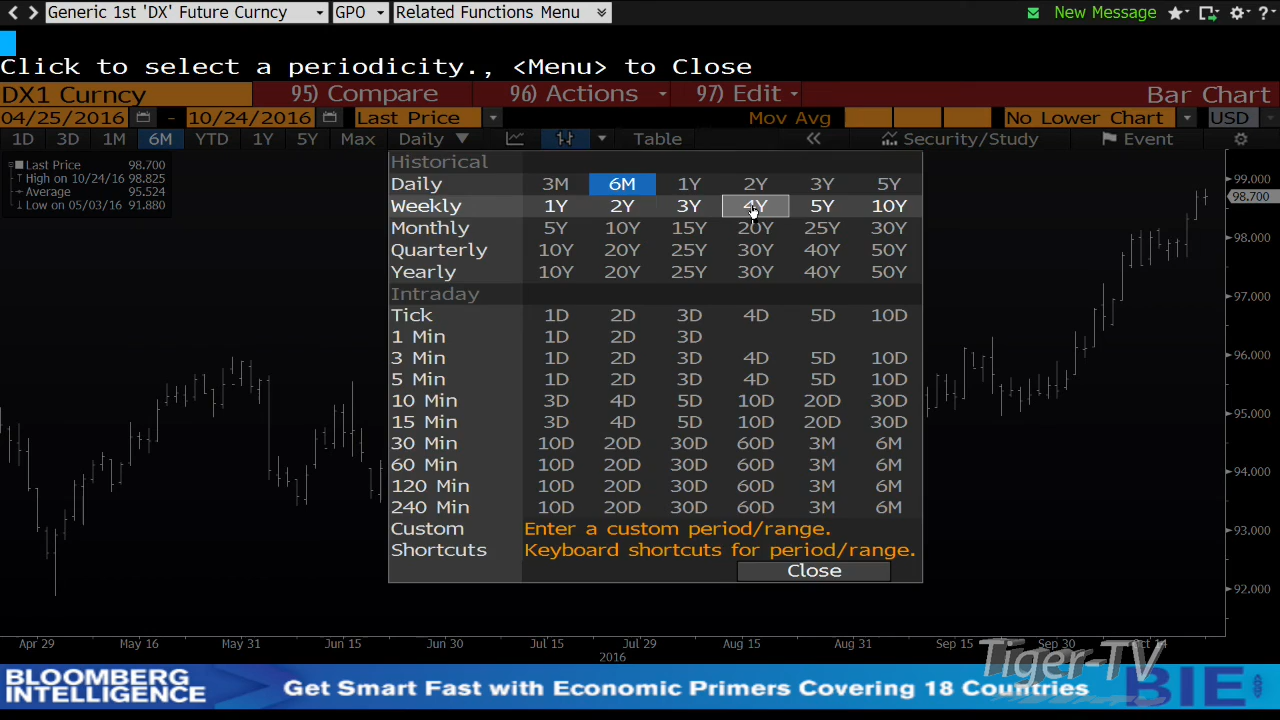 Generic 1st 'DX' Future Curncy GPO Related Functions Menu New Message ?
Click to select a periodicity., <Menu> to Close
DX1 Curncy 95) Compare 96) Actions 97) Edit Bar Chart
04/25/2016 - 10/24/2016 Last Price Mov Avg No Lower Chart USD
1D 3D 1M 6M YTD 1Y 5Y Max Daily Table Security/Study Event
Last Price 98.700
High on 10/24/16 98.825
Average 95.524
Low on 05/03/16 91.880
Historical
Daily 3M 6M 1Y 2Y 3Y 5Y
Weekly 1Y 2Y 3Y 4Y 5Y 10Y
Monthly 5Y 10Y 15Y 20Y 25Y 30Y
Quarterly 10Y 20Y 25Y 30Y 40Y 50Y
Yearly 10Y 20Y 25Y 30Y 40Y 50Y
Intraday
Tick 1D 2D 3D 4D 5D 10D
1 Min 1D 2D 3D
3 Min 1D 2D 3D 4D 5D 10D
5 Min 1D 2D 3D 4D 5D 10D
10 Min 3D 4D 5D 10D 20D 30D
15 Min 3D 4D 5D 10D 20D 30D
30 Min 10D 20D 30D 60D 3M 6M
60 Min 10D 20D 30D 60D 3M 6M
120 Min 10D 20D 30D 60D 3M 6M
240 Min 10D 20D 30D 60D 3M 6M
Custom Enter a custom period/range.
Shortcuts Keyboard shortcuts for period/range.
Close
99.000
98.700
98.000
97.000
96.000
95.000
94.000
93.000
92.000
Apr 29 May 16 May 31 Jun 15 Jun 30 Jul 15 Jul 29 Aug 15 Aug 31 Sep 15 Sep 30 Oct 14
2016
Tiger-TV
BLOOMBERG
INTELLIGENCE
Get Smart Fast with Economic Primers Covering 18 Countries
BIE